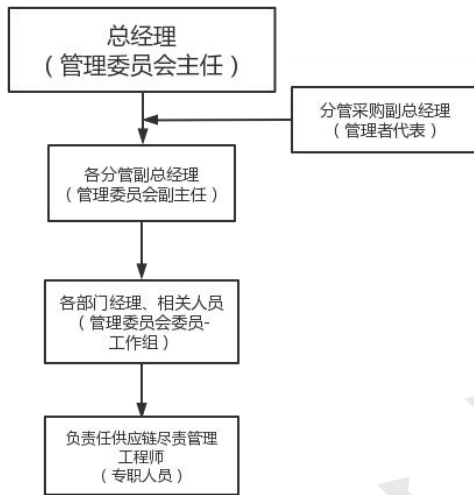 总经理
（管理委员会主任）
分管采购副总经理
（管理者代表）
各分管副总经理
（管理委员会副主任）
各部门经理、相关人员
（管理委员会委员-
工作组）
负责任供应链尽责管理
工程师
（专职人员）